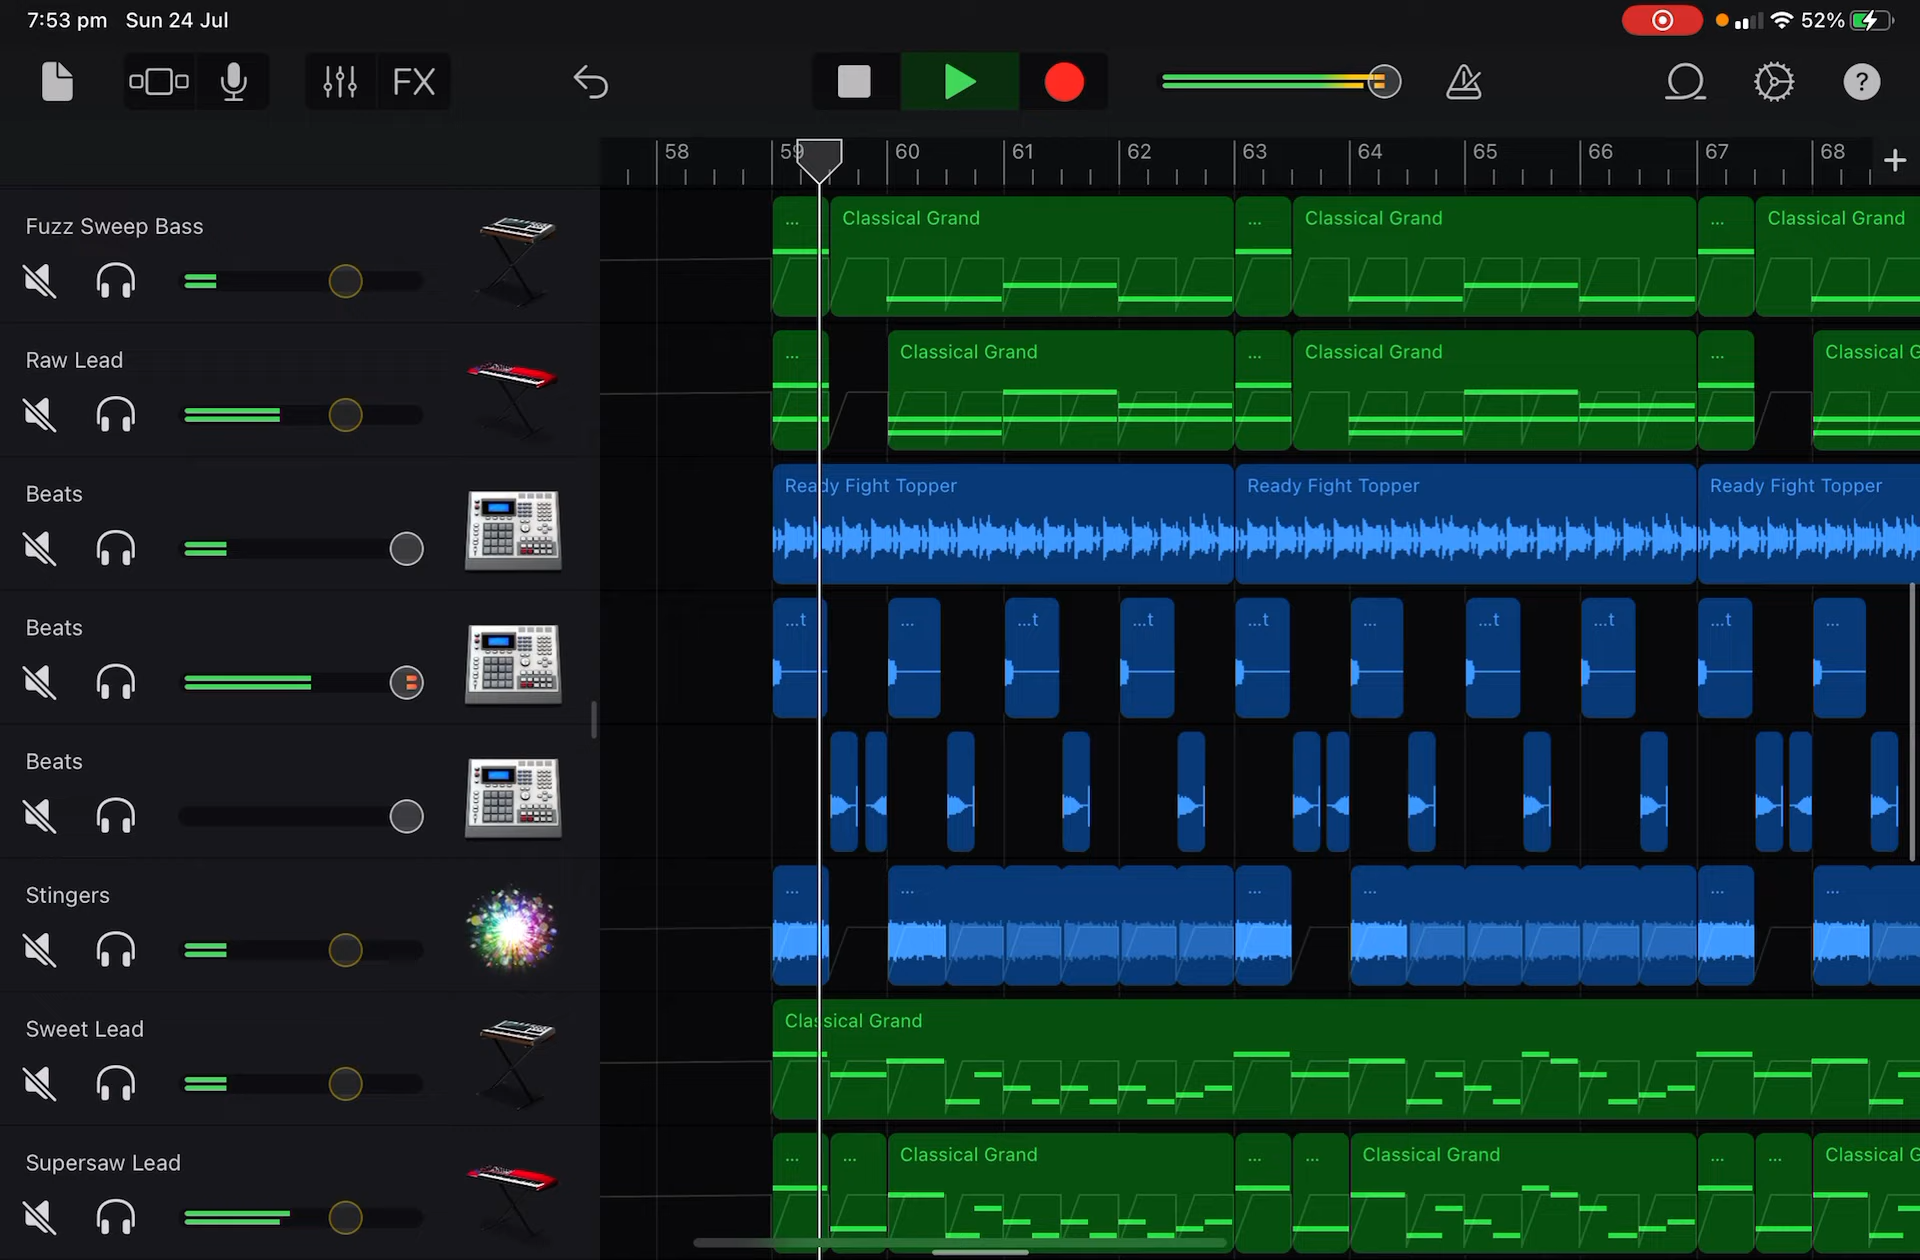 7:53 pm Sun 24 Jul 52%
FX ?
58 59 60 61 62 63 64 65 66 67 68 +
Fuzz Sweep Bass
... Classical Grand ... Classical Grand ... Classical Grand
Raw Lead
... Classical Grand ... Classical Grand ... Classical G
Beats
Ready Fight Topper Ready Fight Topper Ready Fight Topper
Beats
...t ... ...t ...t ...t ... ...t ...t ...t ...
Beats
Stingers
... ... ... ... ... ...
Sweet Lead
Classical Grand
Supersaw Lead
... ... Classical Grand ... ... Classical Grand ... ... Classical G